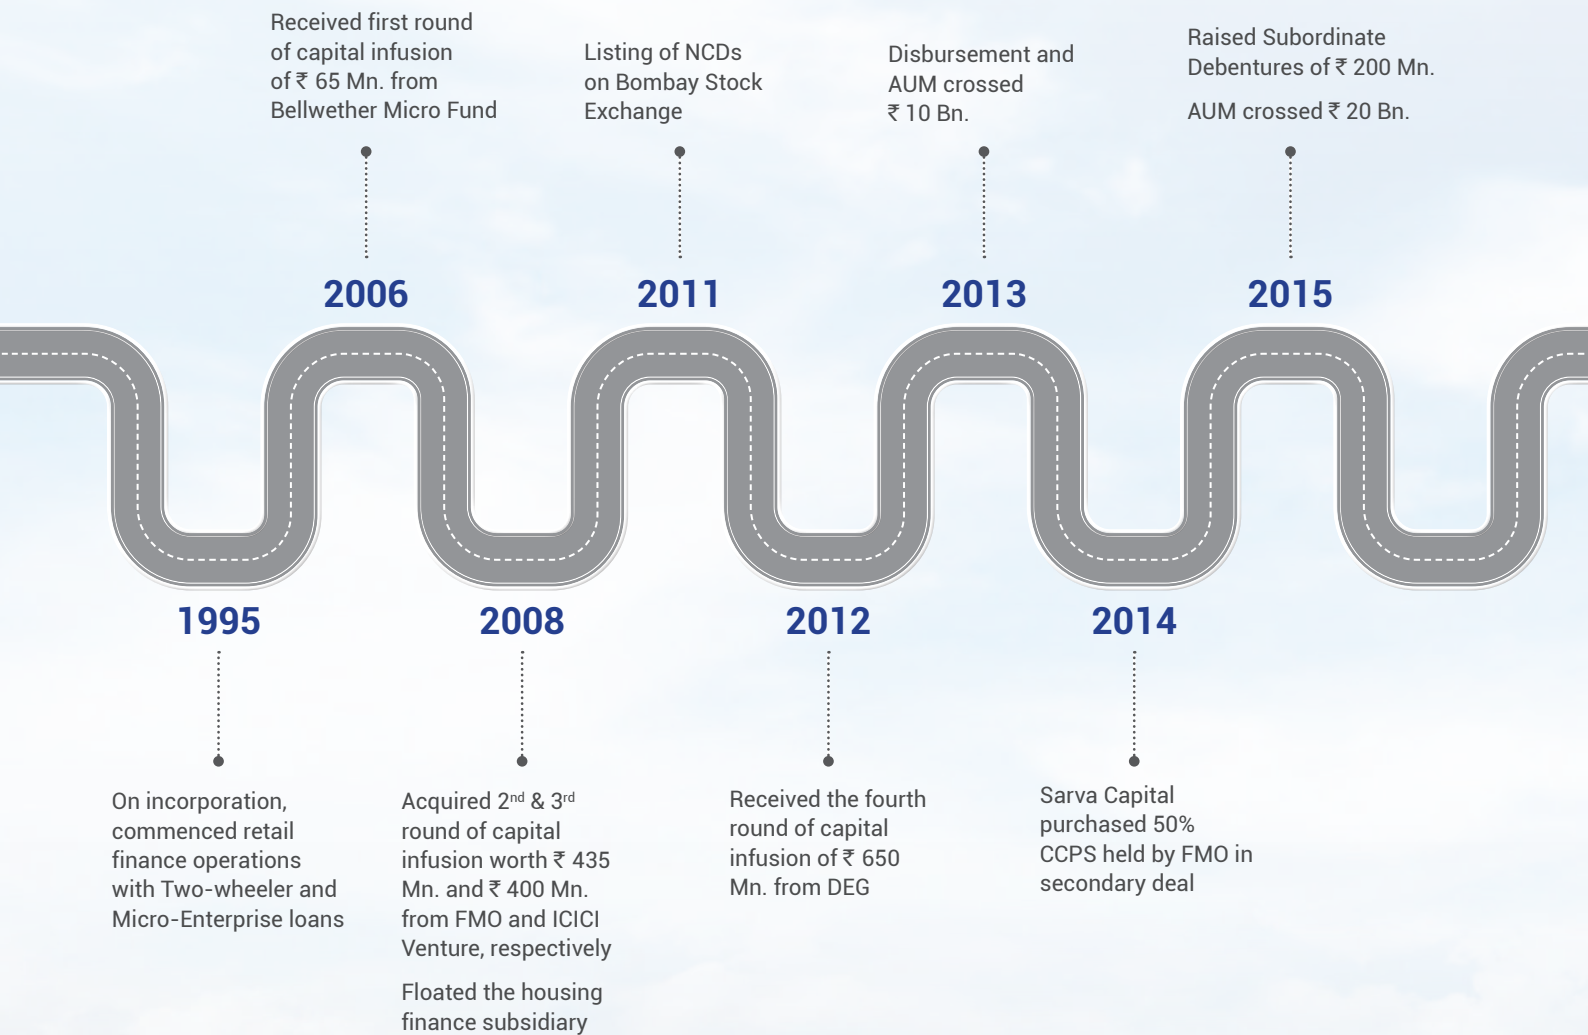 Received first round
of capital infusion
of ₹ 65 Mn. from
Bellwether Micro Fund
2006
Listing of NCDs
on Bombay Stock
Exchange
2011
Disbursement and
AUM crossed
₹ 10 Bn.
2013
Raised Subordinate
Debentures of ₹ 200 Mn.
AUM crossed ₹ 20 Bn.
2015
1995
On incorporation,
commenced retail
finance operations
with Two-wheeler and
Micro-Enterprise loans
2008
Acquired 2nd & 3rd
round of capital
infusion worth ₹ 435
Mn. and ₹ 400 Mn.
from FMO and ICICI
Venture, respectively
Floated the housing
finance subsidiary
2012
Received the fourth
round of capital
infusion of ₹ 650
Mn. from DEG
2014
Sarva Capital
purchased 50%
CCPS held by FMO in
secondary deal